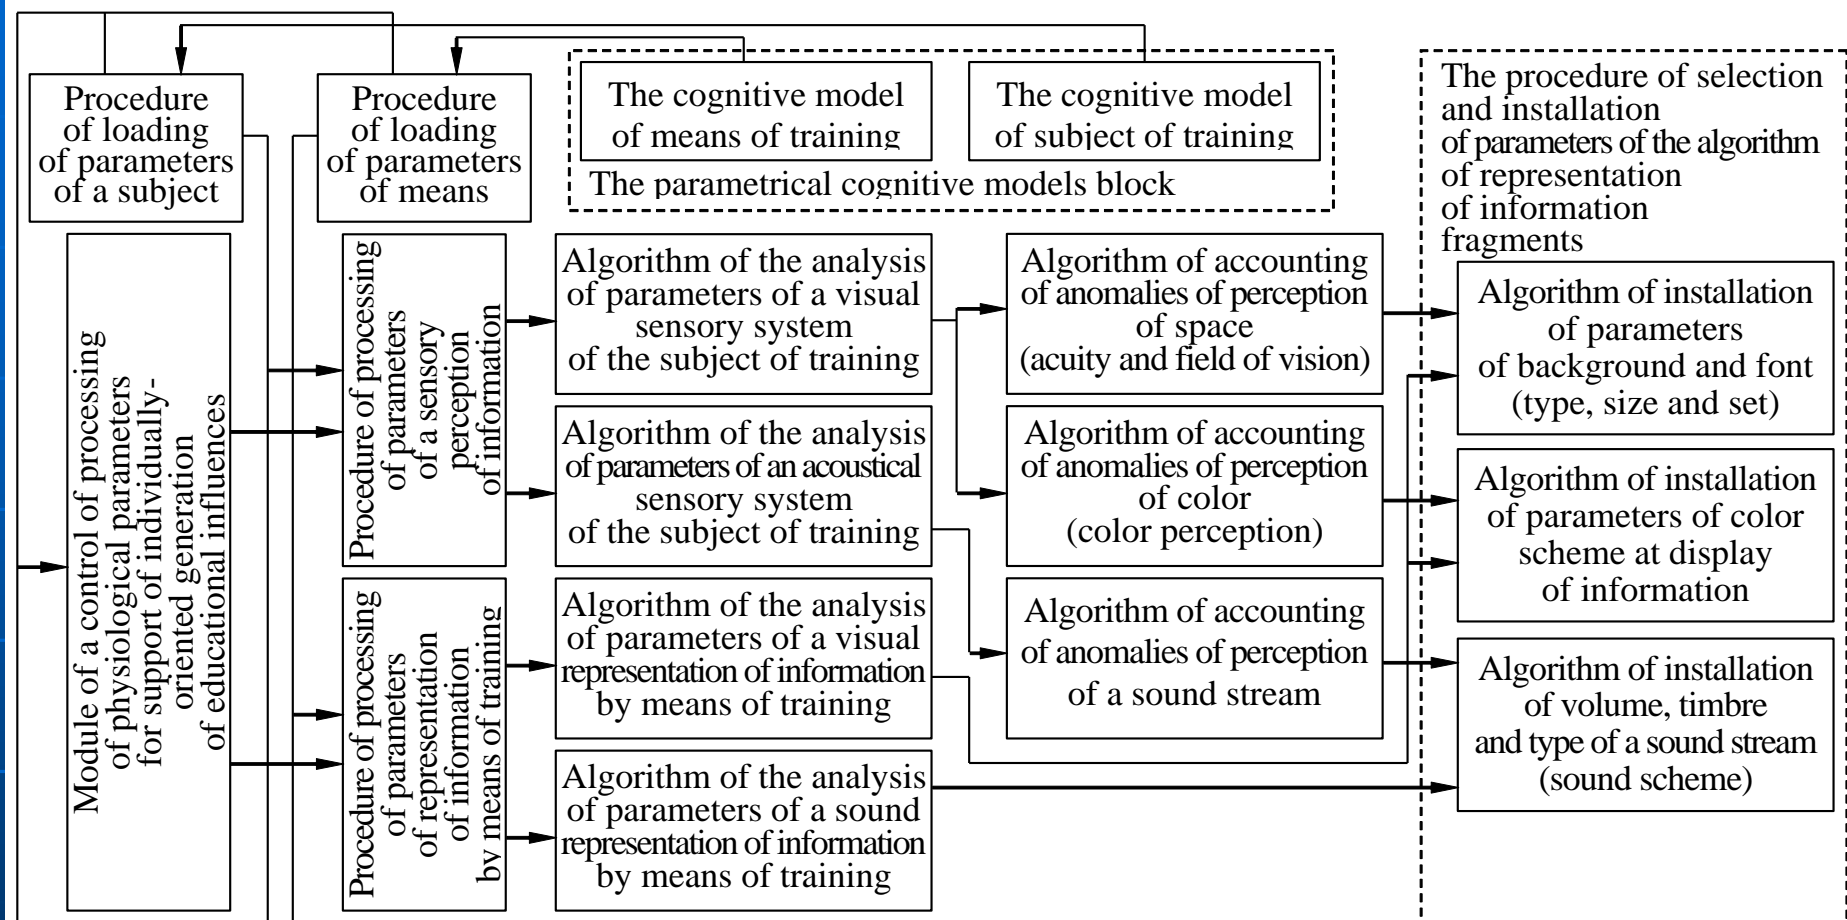 Procedure
of loading
of parameters
of a subject
Procedure
of loading
of parameters
of means
The cognitive model
of means of training
The cognitive model
of subject of training
The parametrical cognitive models block
The procedure of selection
and installation
of parameters of the algorithm
of representation
of information
fragments
Module of a control of processing
of physiological parameters
for support of individually-
oriented generation
of educational influences
Procedure of processing
of parameters
of a sensory
perception
of information
Procedure of processing
of parameters
of representation
of information
by means of training
Algorithm of the analysis
of parameters of a visual
sensory system
of the subject of training
Algorithm of the analysis
of parameters of an acoustical
sensory system
of the subject of training
Algorithm of the analysis
of parameters of a visual
representation of information
by means of training
Algorithm of the analysis
of parameters of a sound
representation of information
by means of training
Algorithm of accounting
of anomalies of perception
of space
(acuity and field of vision)
Algorithm of accounting
of anomalies of perception
of color
(color perception)
Algorithm of accounting
of anomalies of perception
of a sound stream
Algorithm of installation
of parameters
of background and font
(type, size and set)
Algorithm of installation
of parameters of color
scheme at display
of information
Algorithm of installation
of volume, timbre
and type of a sound stream
(sound scheme)